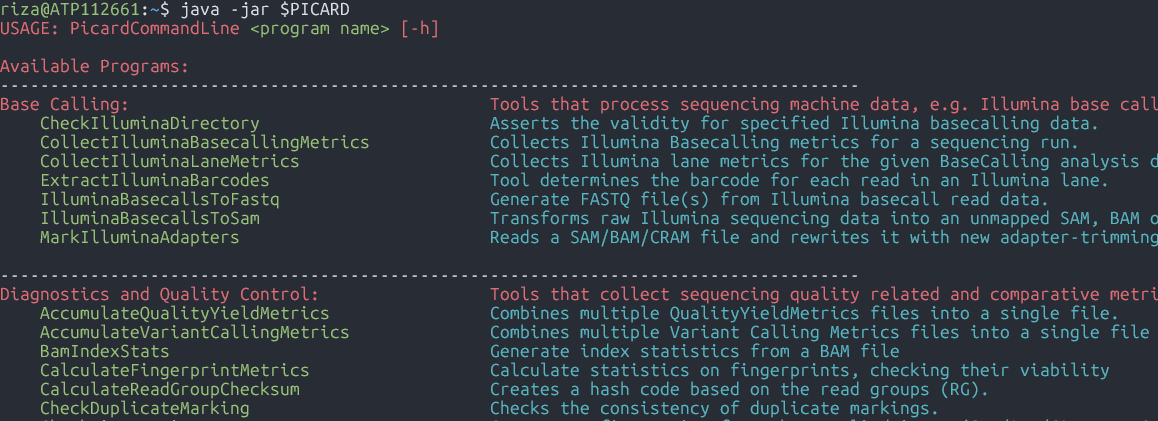 riza@ATP112661:~$ java -jar $PICARD
USAGE: PicardCommandLine <program name> [-h]
Available Programs:
--------------------------------------------------------------------------------------
Base Calling: Tools that process sequencing machine data, e.g. Illumina base call
CheckIlluminaDirectory Asserts the validity for specified Illumina basecalling data.
CollectIlluminaBasecallingMetrics Collects Illumina Basecalling metrics for a sequencing run.
CollectIlluminaLaneMetrics Collects Illumina lane metrics for the given BaseCalling analysis d
ExtractIlluminaBarcodes Tool determines the barcode for each read in an Illumina lane.
IlluminaBasecallsToFastq Generate FASTQ file(s) from Illumina basecall read data.
IlluminaBasecallsToSam Transforms raw Illumina sequencing data into an unmapped SAM, BAM o
MarkIlluminaAdapters Reads a SAM/BAM/CRAM file and rewrites it with new adapter-trimming
--------------------------------------------------------------------------------------
Diagnostics and Quality Control: Tools that collect sequencing quality related and comparative metri
AccumulateQualityYieldMetrics Combines multiple QualityYieldMetrics files into a single file.
AccumulateVariantCallingMetrics Combines multiple Variant Calling Metrics files into a single file
BamIndexStats Generate index statistics from a BAM file
CalculateFingerprintMetrics Calculate statistics on fingerprints, checking their viability
CalculateReadGroupChecksum Creates a hash code based on the read groups (RG).
CheckDuplicateMarking Checks the consistency of duplicate markings.